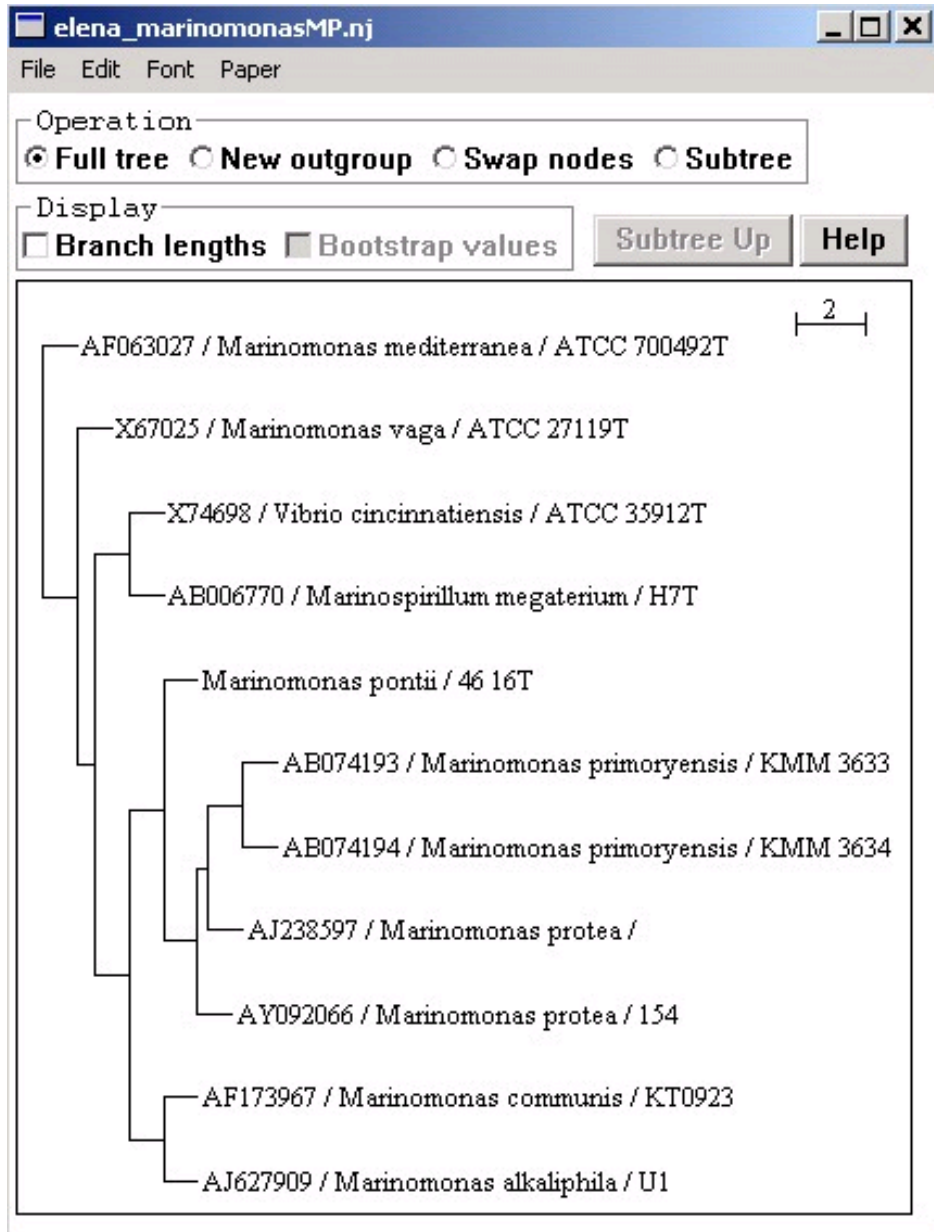 elena_marinomonasMP.nj
File Edit Font Paper
Operation
Full tree New outgroup Swap nodes Subtree
Display
Branch lengths Bootstrap values Subtree Up Help
2
AF063027 / Marinomonas mediterranea / ATCC 700492T
X67025 / Marinomonas vaga / ATCC 27119T
X74698 / Vibrio cincinnatiensis / ATCC 35912T
AB006770 / Marinospirillum megaterium / H7T
Marinomonas pontii / 46 16T
AB074193 / Marinomonas primoryensis / KMM 3633
AB074194 / Marinomonas primoryensis / KMM 3634
AJ238597 / Marinomonas protea /
AY092066 / Marinomonas protea / 154
AF173967 / Marinomonas communis / KT0923
AJ627909 / Marinomonas alkaliphila / U1